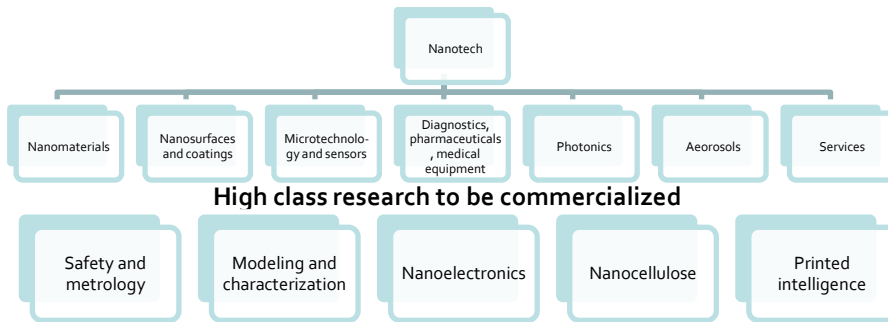 Nanotech
Nanomaterials
Nanosurfaces
and coatings
Microtechnolo-
gy and sensors
Diagnostics,
pharmaceuticals
, medical
equipment
Photonics
Aeorosols
Services
High class research to be commercialized
Safety and
metrology
Modeling and
characterization
Nanoelectronics
Nanocellulose
Printed
intelligence